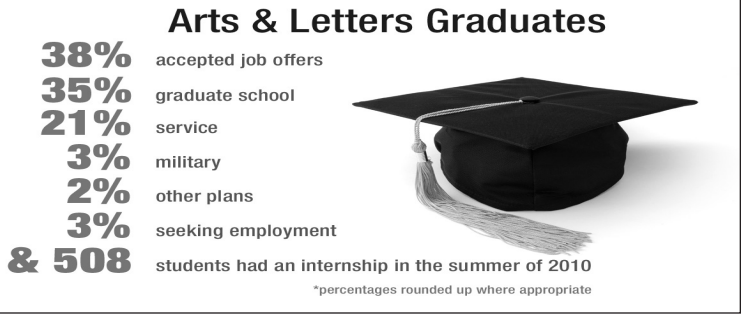 Arts & Letters Graduates
38% accepted job offers
35% graduate school
21% service
3% military
2% other plans
3% seeking employment
& 508 students had an internship in the summer of 2010
*percentages rounded up where appropriate